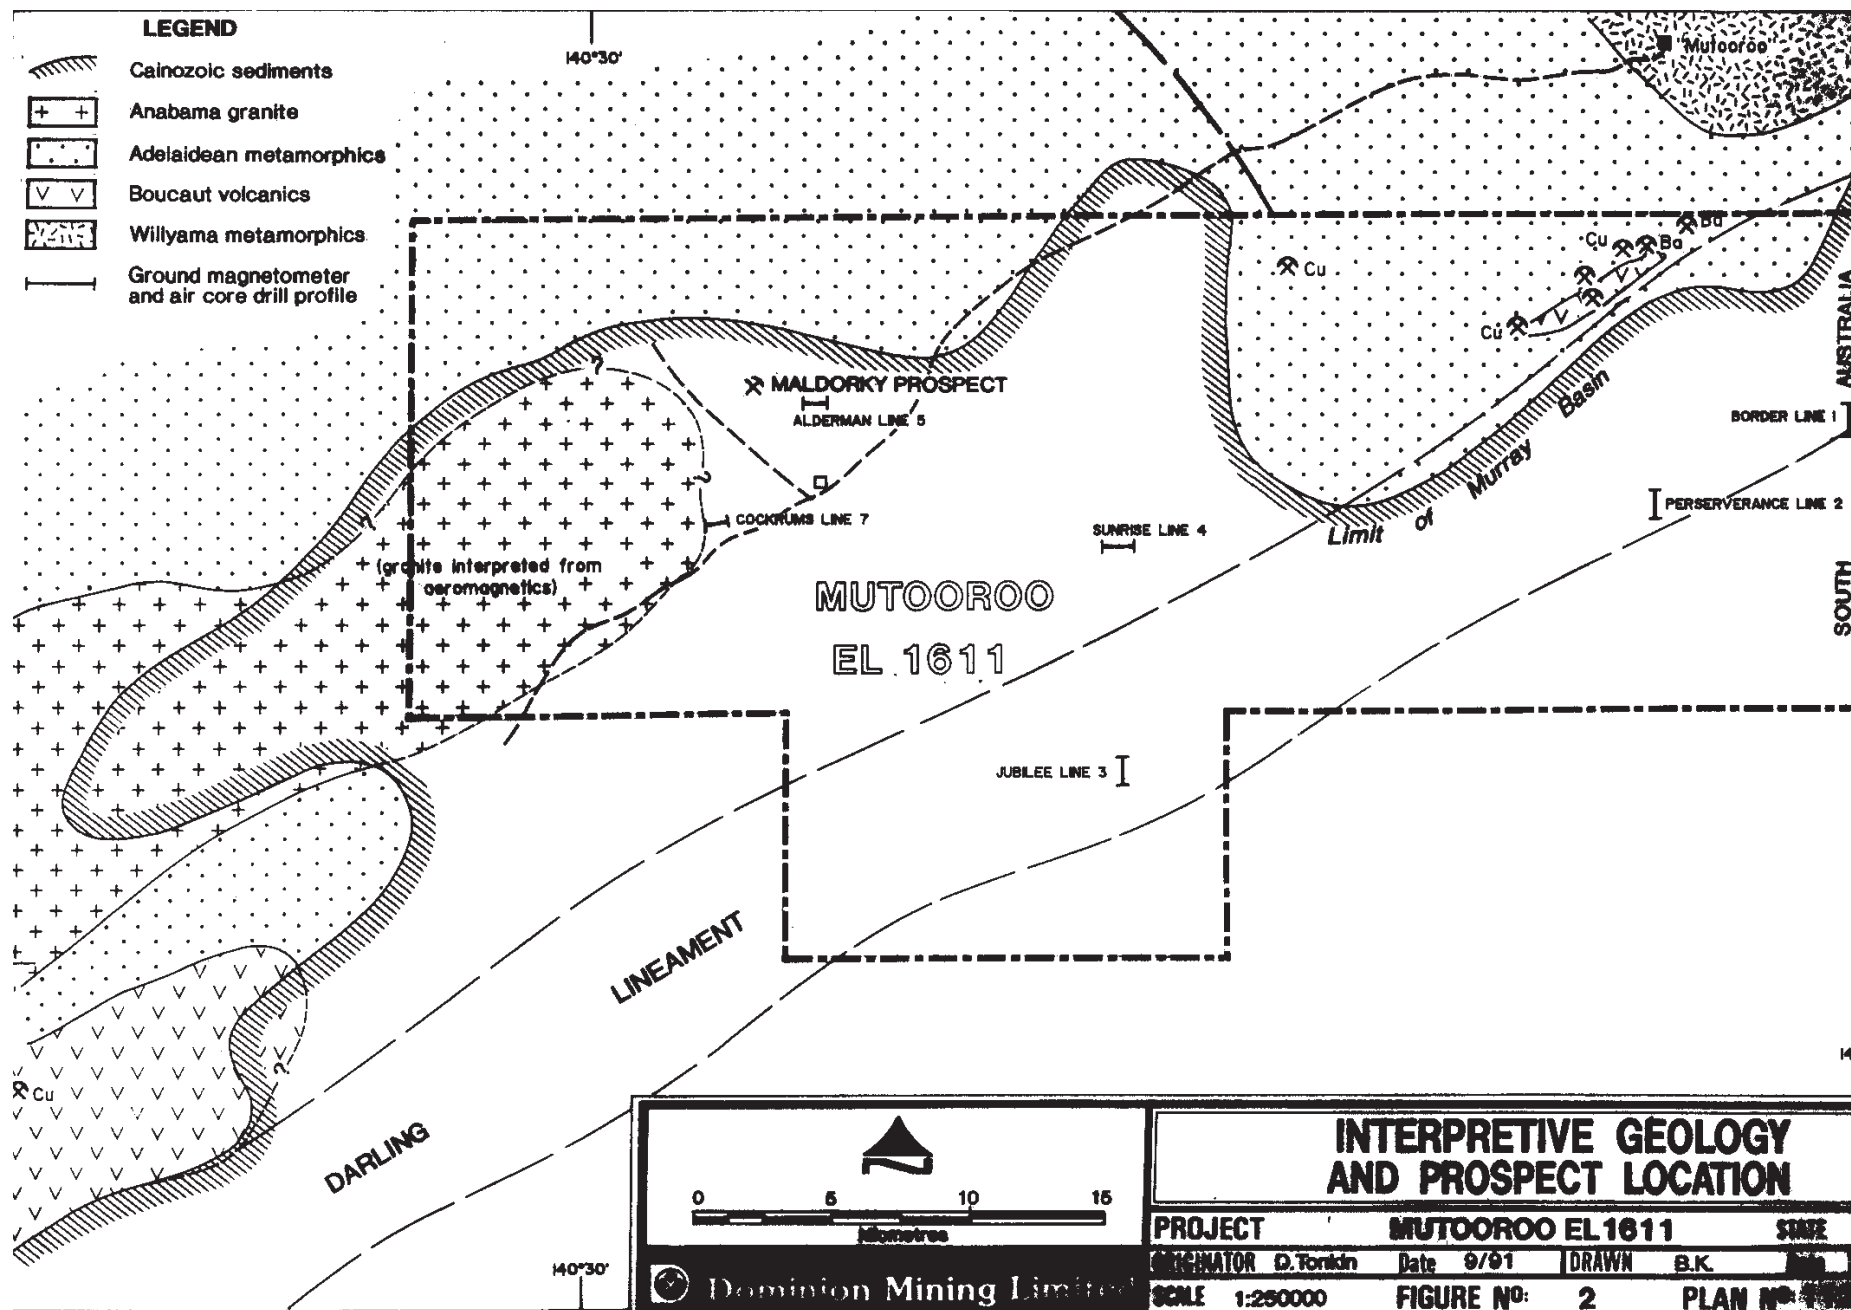 LEGEND
Cainozoic sediments
Anabama granite
Adelaidean metamorphics
Boucaut volcanics
Willyama metamorphics
Ground magnetometer
and air core drill profile
140°30'
Mutooroo
Cu
Cu
Ba
Ba
Cu
AUSTRALIA
SOUTH
MALDORKY PROSPECT
ALDERMAN LINE 5
BORDER LINE 1
Limit of Murray Basin
PERSERVERANCE LINE 2
COCKRUMS LINE 7
SUNRISE LINE 4
?
?
?
(granite interpreted from
aeromagnetics)
MUTOOROO
EL 1611
JUBILEE LINE 3
DARLING LINEAMENT
?
Cu
140°30'
0 5 10 15
Kilometres
Dominion Mining Limited
INTERPRETIVE GEOLOGY
AND PROSPECT LOCATION
PROJECT MUTOOROO EL 1611 STATE
ORIGINATOR D.Tonkin Date 9/91 DRAWN B.K.
SCALE 1:250000 FIGURE Nº: 2 PLAN Nº: